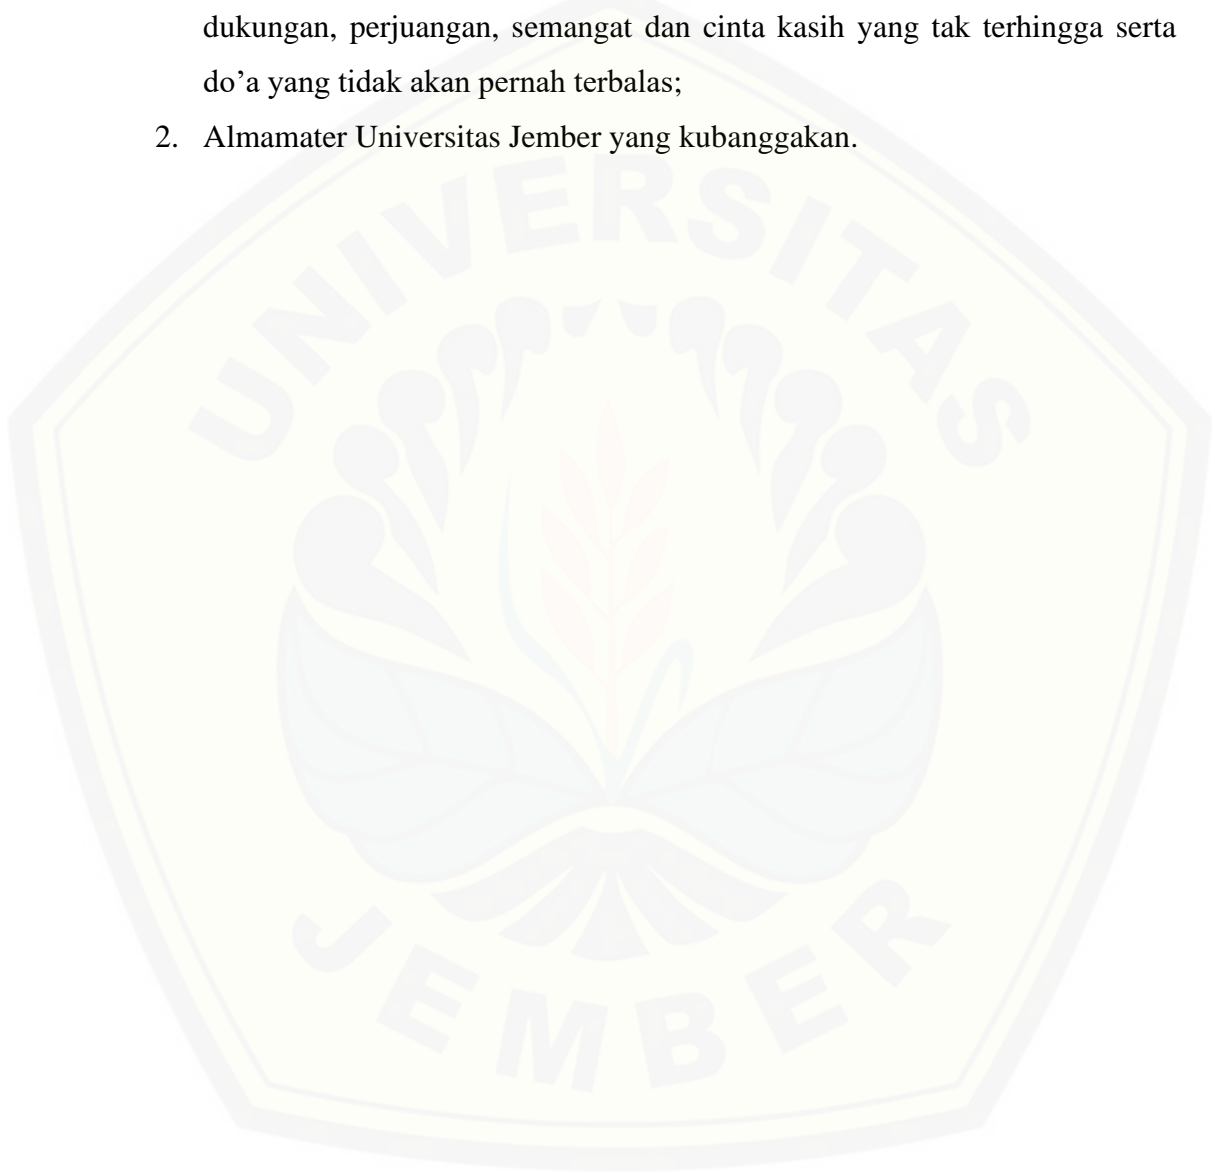 dukungan, perjuangan, semangat dan cinta kasih yang tak terhingga serta
do’a yang tidak akan pernah terbalas;
2. Almamater Universitas Jember yang kubanggakan.
UNIVERSITAS
JEMBER